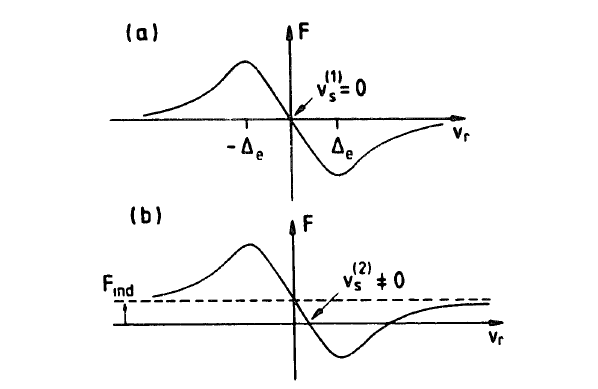 (a)
F
v_s^(1) = 0
v_r
- Δ_e
Δ_e
(b)
F
F_ind
v_s^(2) ≠ 0
v_r